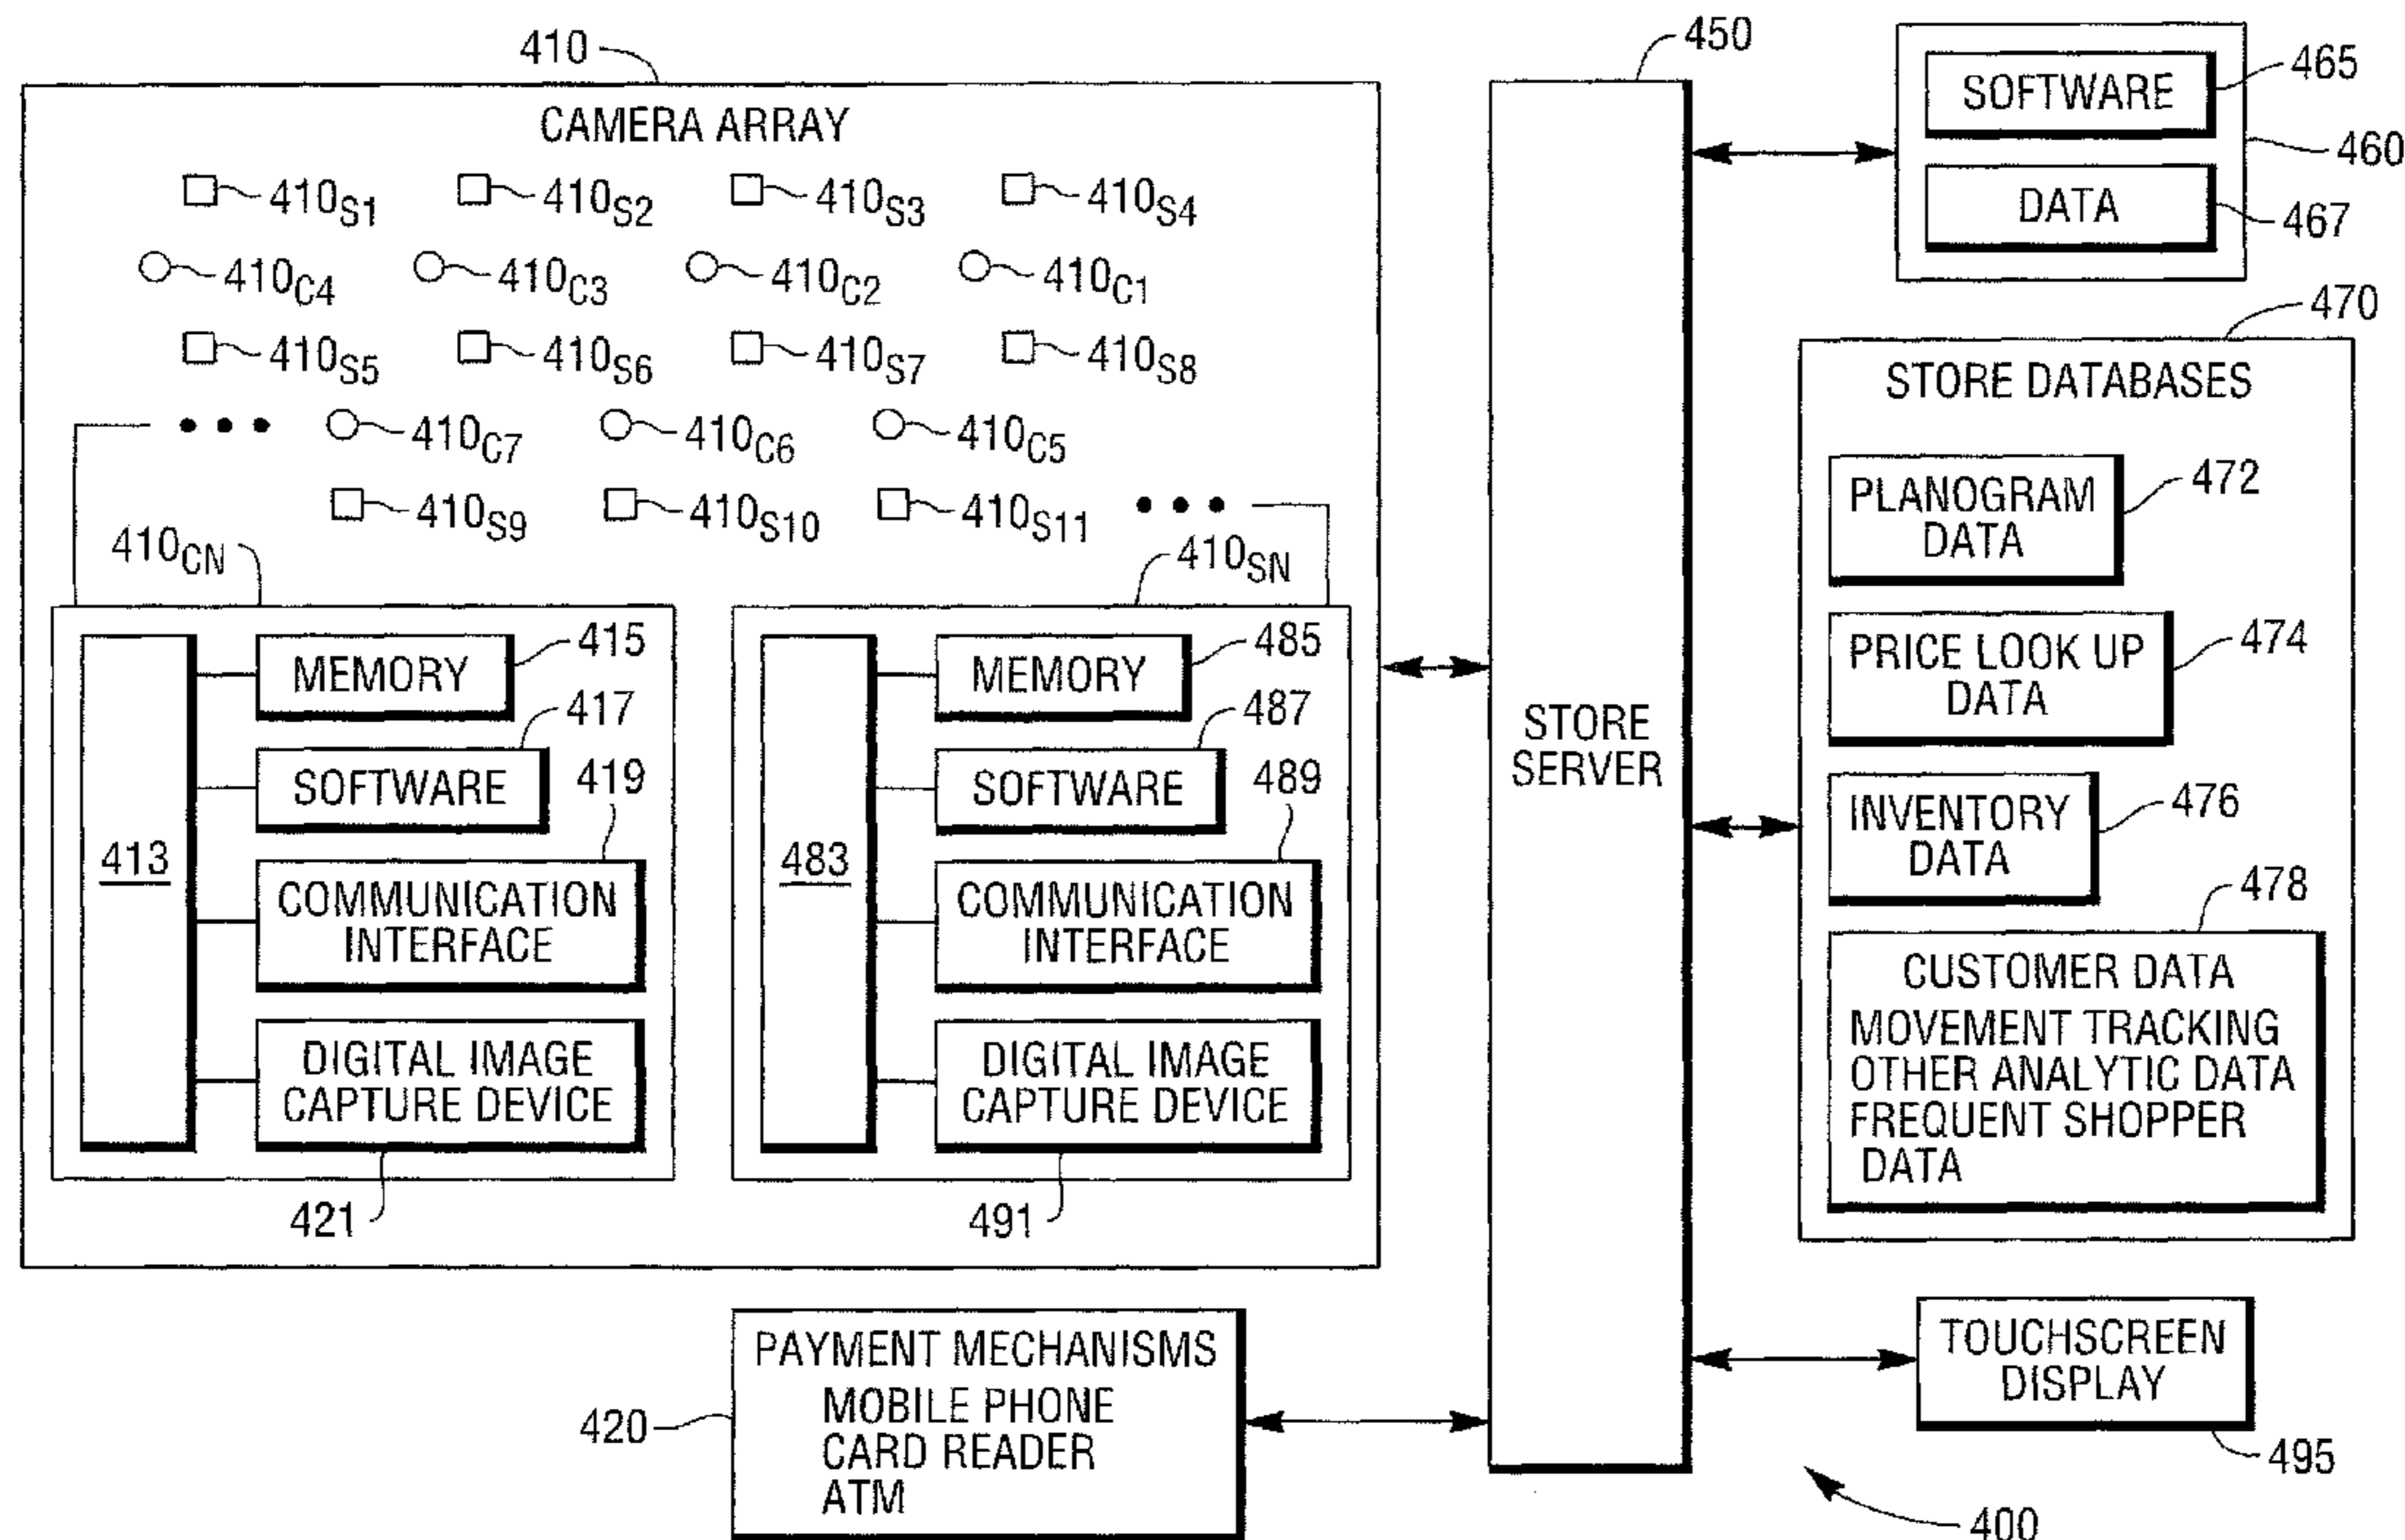 410
CAMERA ARRAY
410S1 410S2 410S3 410S4
410C4 410C3 410C2 410C1
410S5 410S6 410S7 410S8
• • • 410C7 410C6 410C5
410S9 410S10 410S11 • • •
410CN
413
MEMORY
415
SOFTWARE
417
COMMUNICATION
INTERFACE
419
DIGITAL IMAGE
CAPTURE DEVICE
421
410SN
483
MEMORY
485
SOFTWARE
487
COMMUNICATION
INTERFACE
489
DIGITAL IMAGE
CAPTURE DEVICE
491
PAYMENT MECHANISMS
MOBILE PHONE
CARD READER
ATM
420
450
STORE
SERVER
SOFTWARE
465
DATA
467
460
470
STORE DATABASES
PLANOGRAM
DATA
472
PRICE LOOK UP
DATA
474
INVENTORY
DATA
476
478
CUSTOMER DATA
MOVEMENT TRACKING
OTHER ANALYTIC DATA
FREQUENT SHOPPER
DATA
TOUCHSCREEN
DISPLAY
495
400